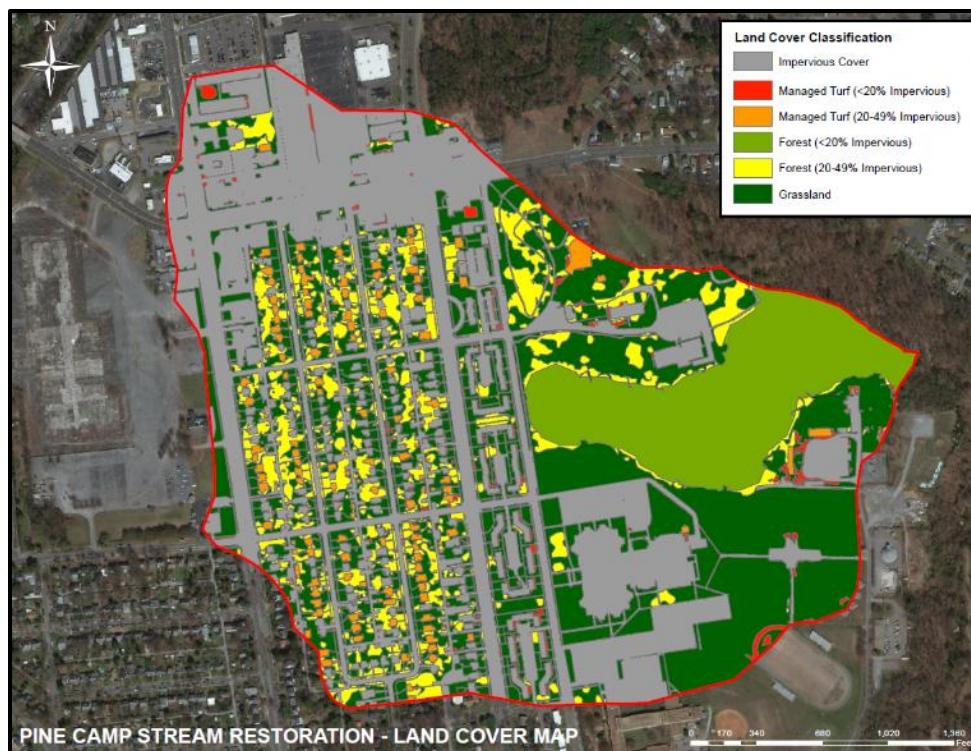 N
Land Cover Classification
Impervious Cover
Managed Turf (<20% Impervious)
Managed Turf (20-49% Impervious)
Forest (<20% Impervious)
Forest (20-49% Impervious)
Grassland
PINE CAMP STREAM RESTORATION - LAND COVER MAP
0 170 340 680 1,020 1,360